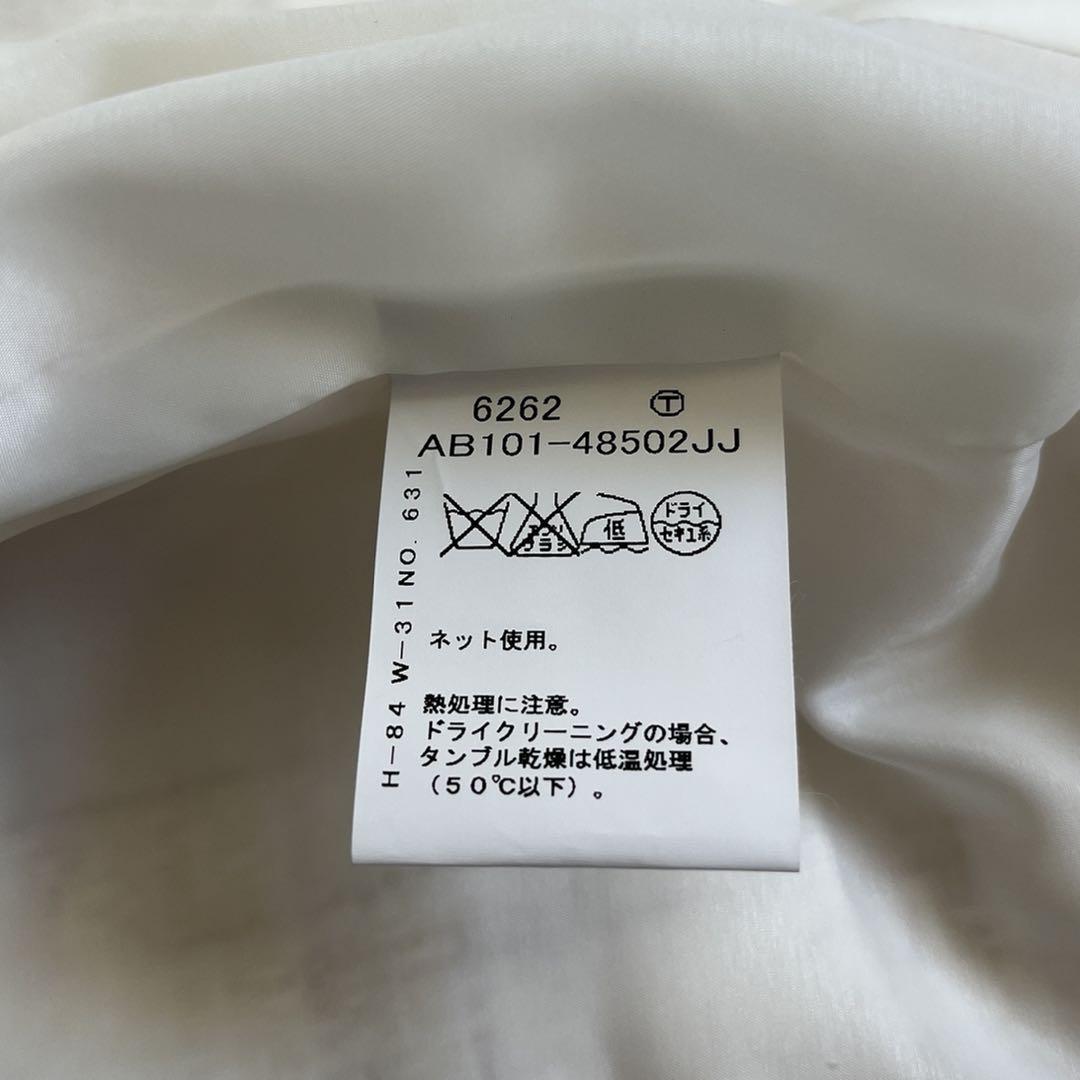 6262 Ⓣ
AB101-48502JJ
低
ドライ
セキユ系
ネット使用。
熱処理に注意。
ドライクリーニングの場合、
タンブル乾燥は低温処理
(50℃以下)。
H-84 W-31NO. 631